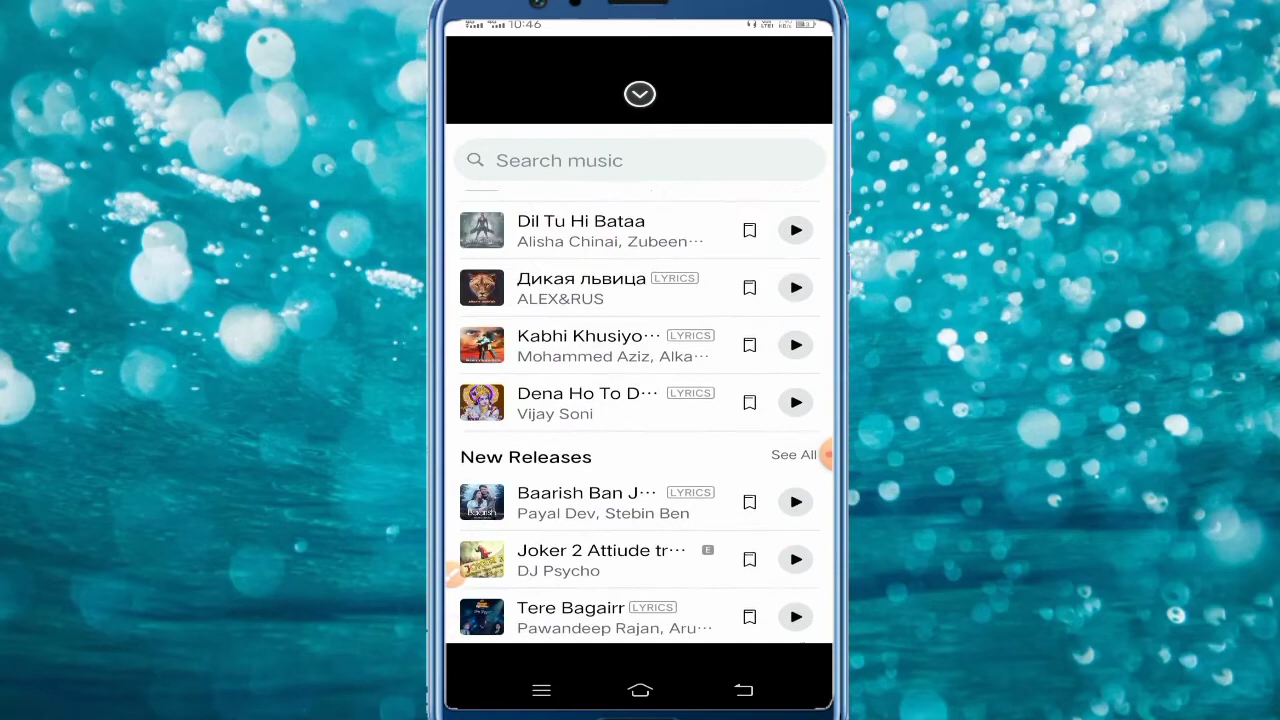 10:46
Search music
Dil Tu Hi Bataa
Alisha Chinai, Zubeen···
Дикая львица LYRICS
ALEX&RUS
Kabhi Khusiyo··· LYRICS
Mohammed Aziz, Alka···
Dena Ho To D··· LYRICS
Vijay Soni
New Releases See All
Baarish Ban J··· LYRICS
Payal Dev, Stebin Ben
Joker 2 Attiude tr··· E
DJ Psycho
Tere Bagairr LYRICS
Pawandeep Rajan, Aru···